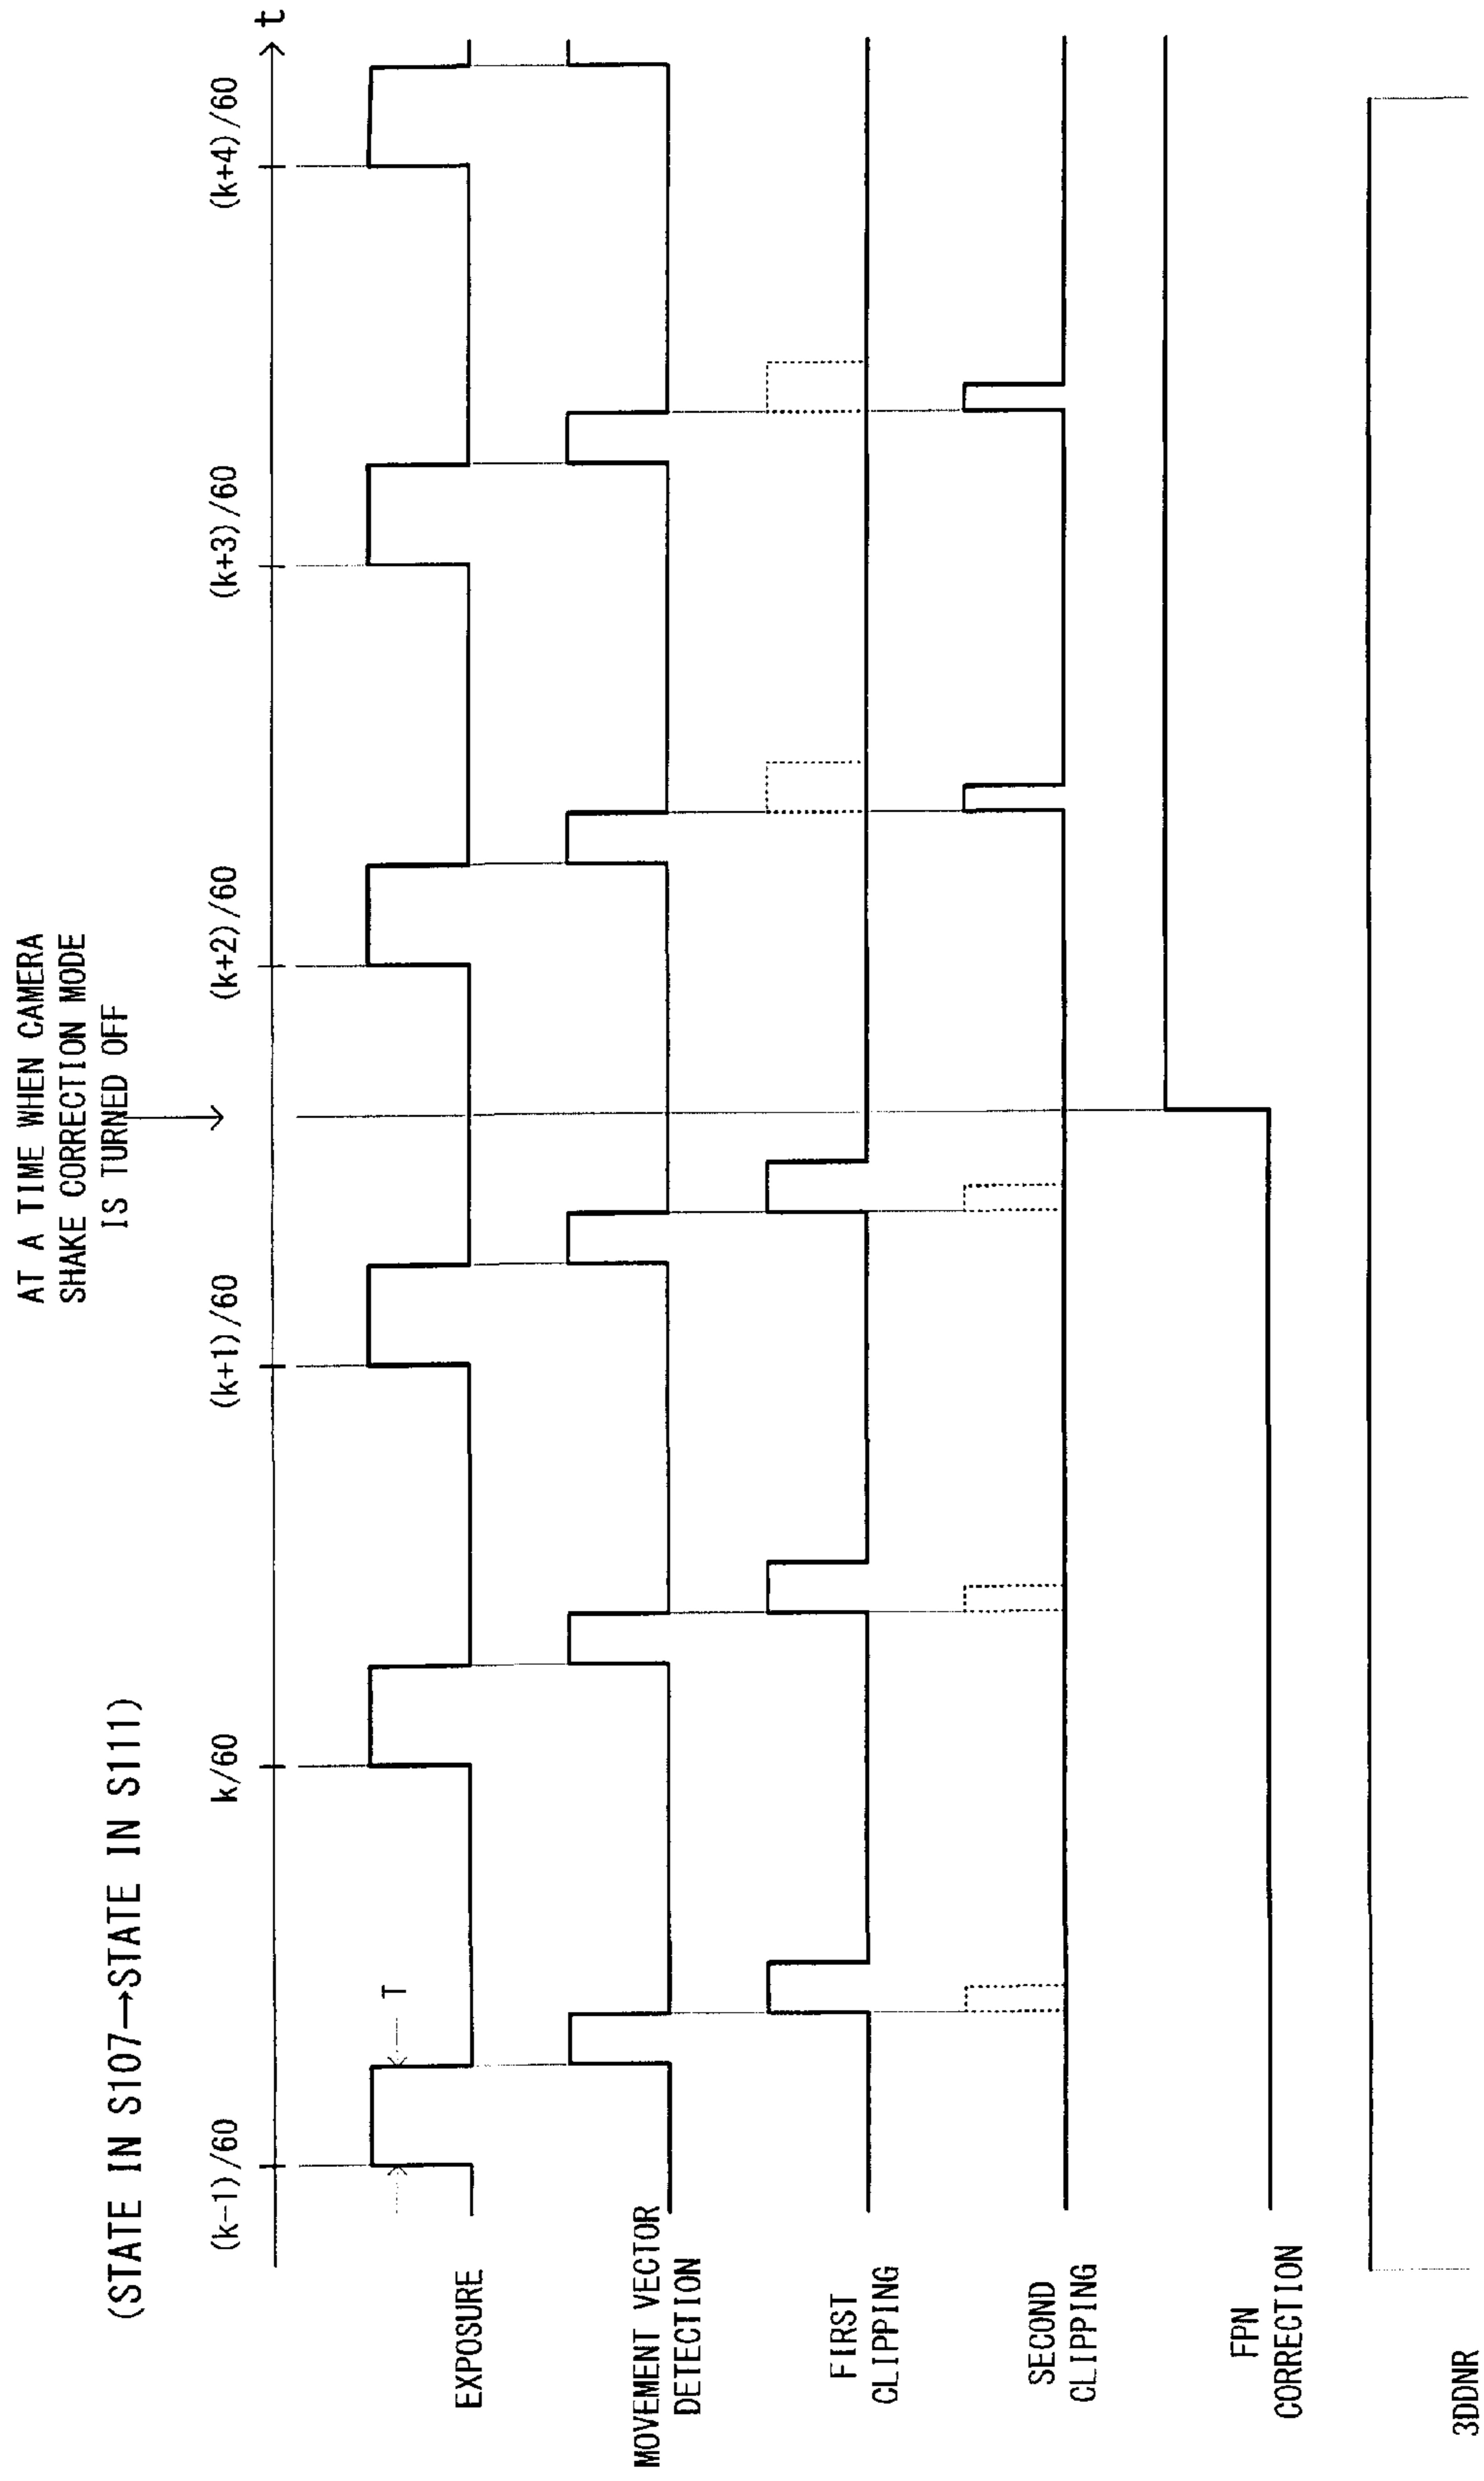 (STATE IN S107→STATE IN S111)
AT A TIME WHEN CAMERA
SHAKE CORRECTION MODE
IS TURNED OFF
(k-1)/60
k/60
(k+1)/60
(k+2)/60
(k+3)/60
(k+4)/60
t
T
EXPOSURE
MOVEMENT VECTOR
DETECTION
FIRST
CLIPPING
SECOND
CLIPPING
FPN
CORRECTION
3DDNR